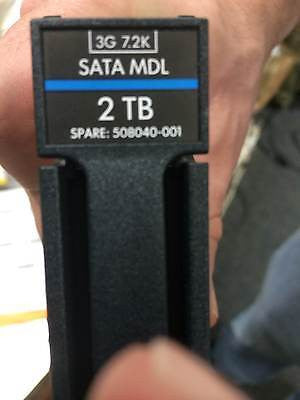 3G 7.2K
SATA MDL
2 TB
SPARE: 508040-001